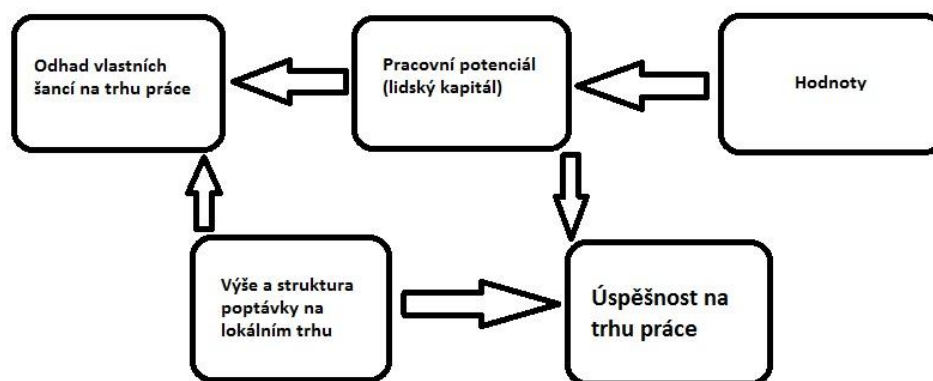 Odhad vlastních
šancí na trhu práce
Pracovní potenciál
(lidský kapitál)
Hodnoty
Výše a struktura
poptávky na
lokálním trhu
Úspěšnost na
trhu práce